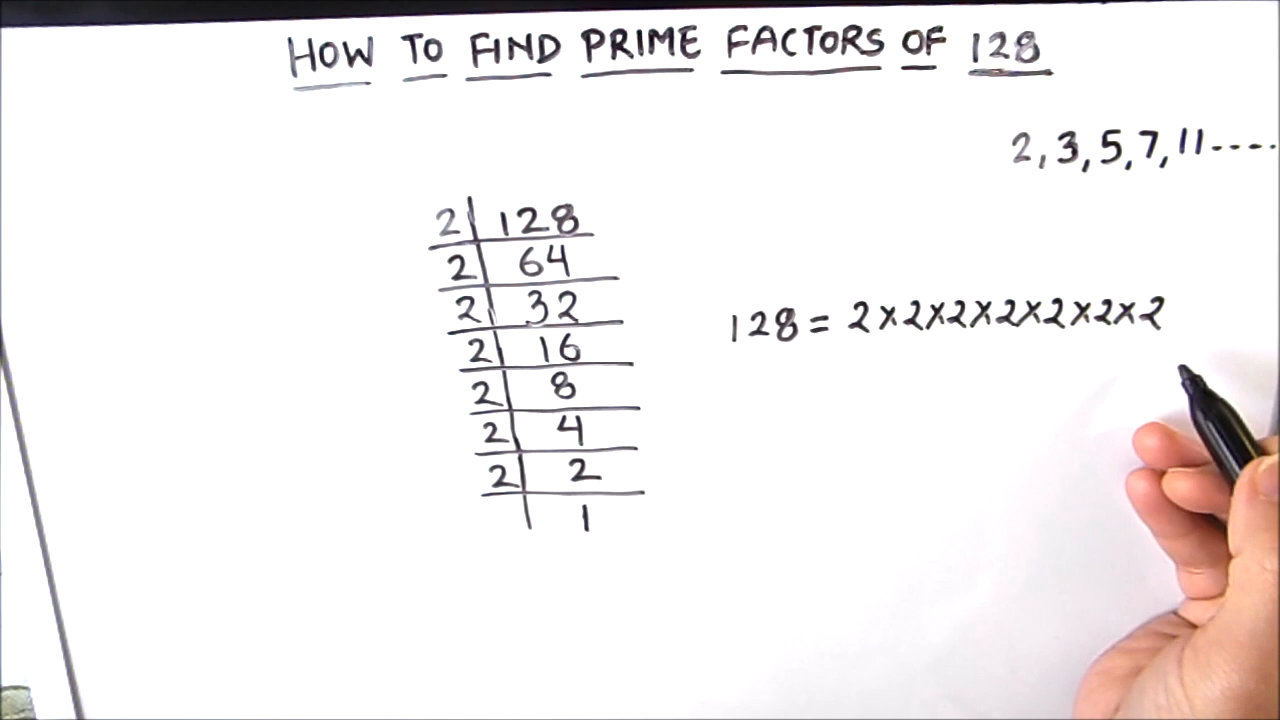 HOW TO FIND PRIME FACTORS OF 128
2, 3, 5, 7, 11 ----
2 128
2 64
2 32
2 16
2 8
2 4
2 2
1
128 = 2×2×2×2×2×2×2